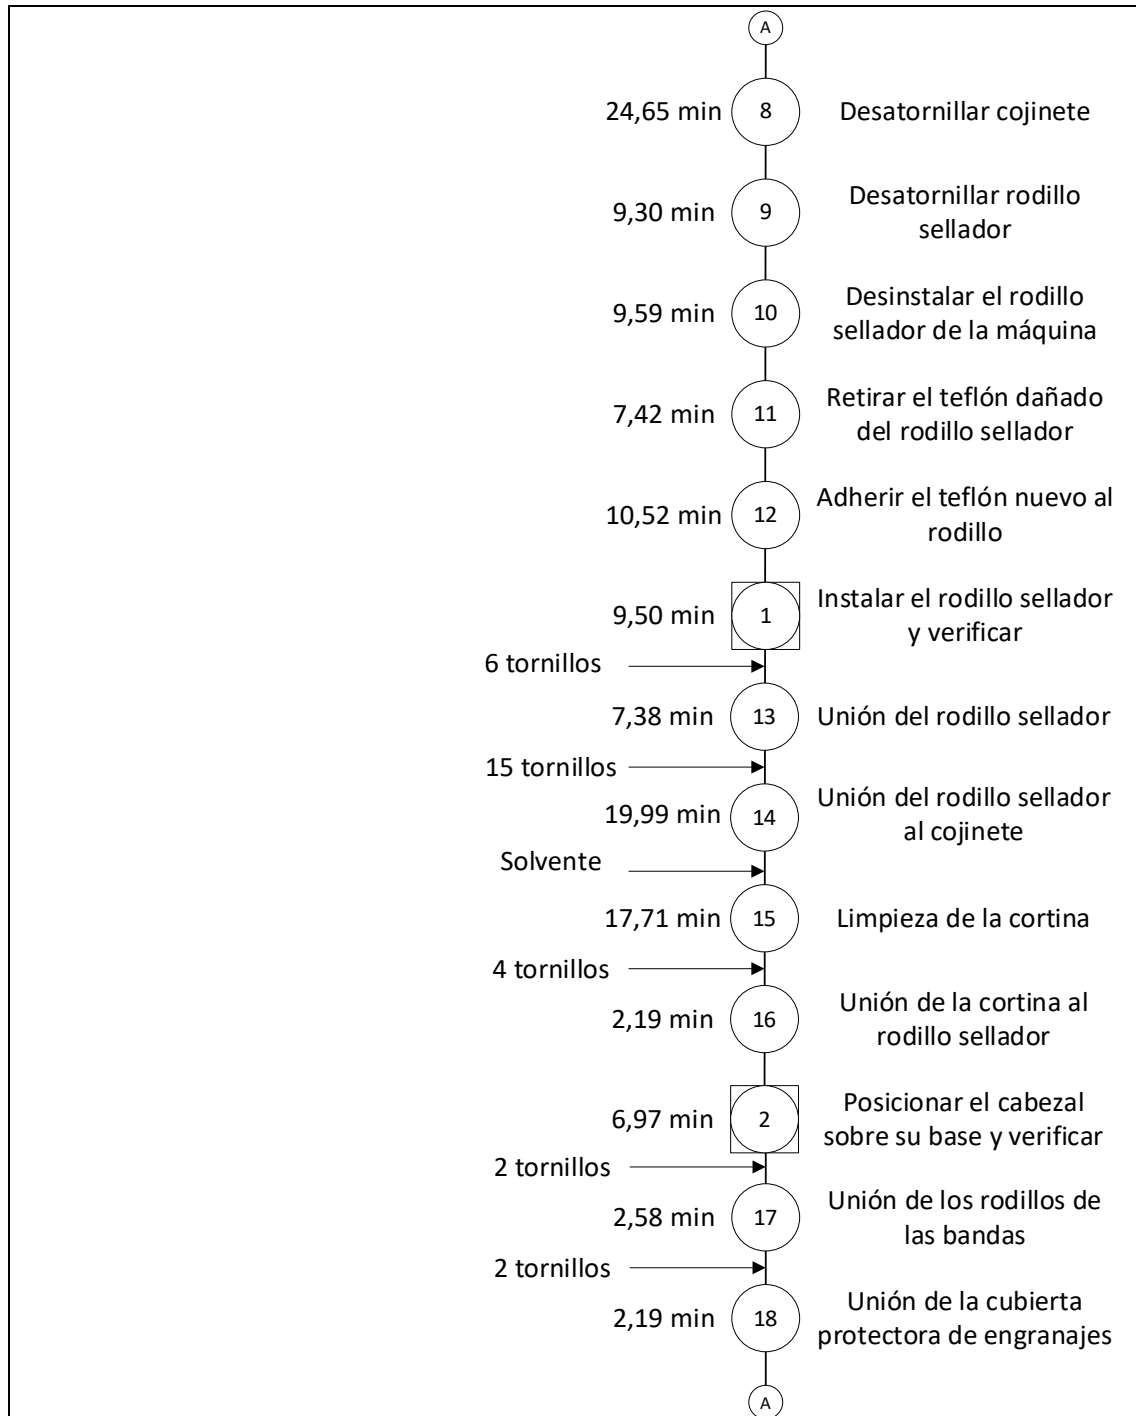 A
24,65 min 8 Desatornillar cojinete
9,30 min 9 Desatornillar rodillo
sellador
9,59 min 10 Desinstalar el rodillo
sellador de la máquina
7,42 min 11 Retirar el teflón dañado
del rodillo sellador
10,52 min 12 Adherir el teflón nuevo al
rodillo
9,50 min 1 Instalar el rodillo sellador
y verificar
6 tornillos
7,38 min 13 Unión del rodillo sellador
15 tornillos
19,99 min 14 Unión del rodillo sellador
al cojinete
Solvente
17,71 min 15 Limpieza de la cortina
4 tornillos
2,19 min 16 Unión de la cortina al
rodillo sellador
6,97 min 2 Posicionar el cabezal
sobre su base y verificar
2 tornillos
2,58 min 17 Unión de los rodillos de
las bandas
2 tornillos
2,19 min 18 Unión de la cubierta
protectora de engranajes
A